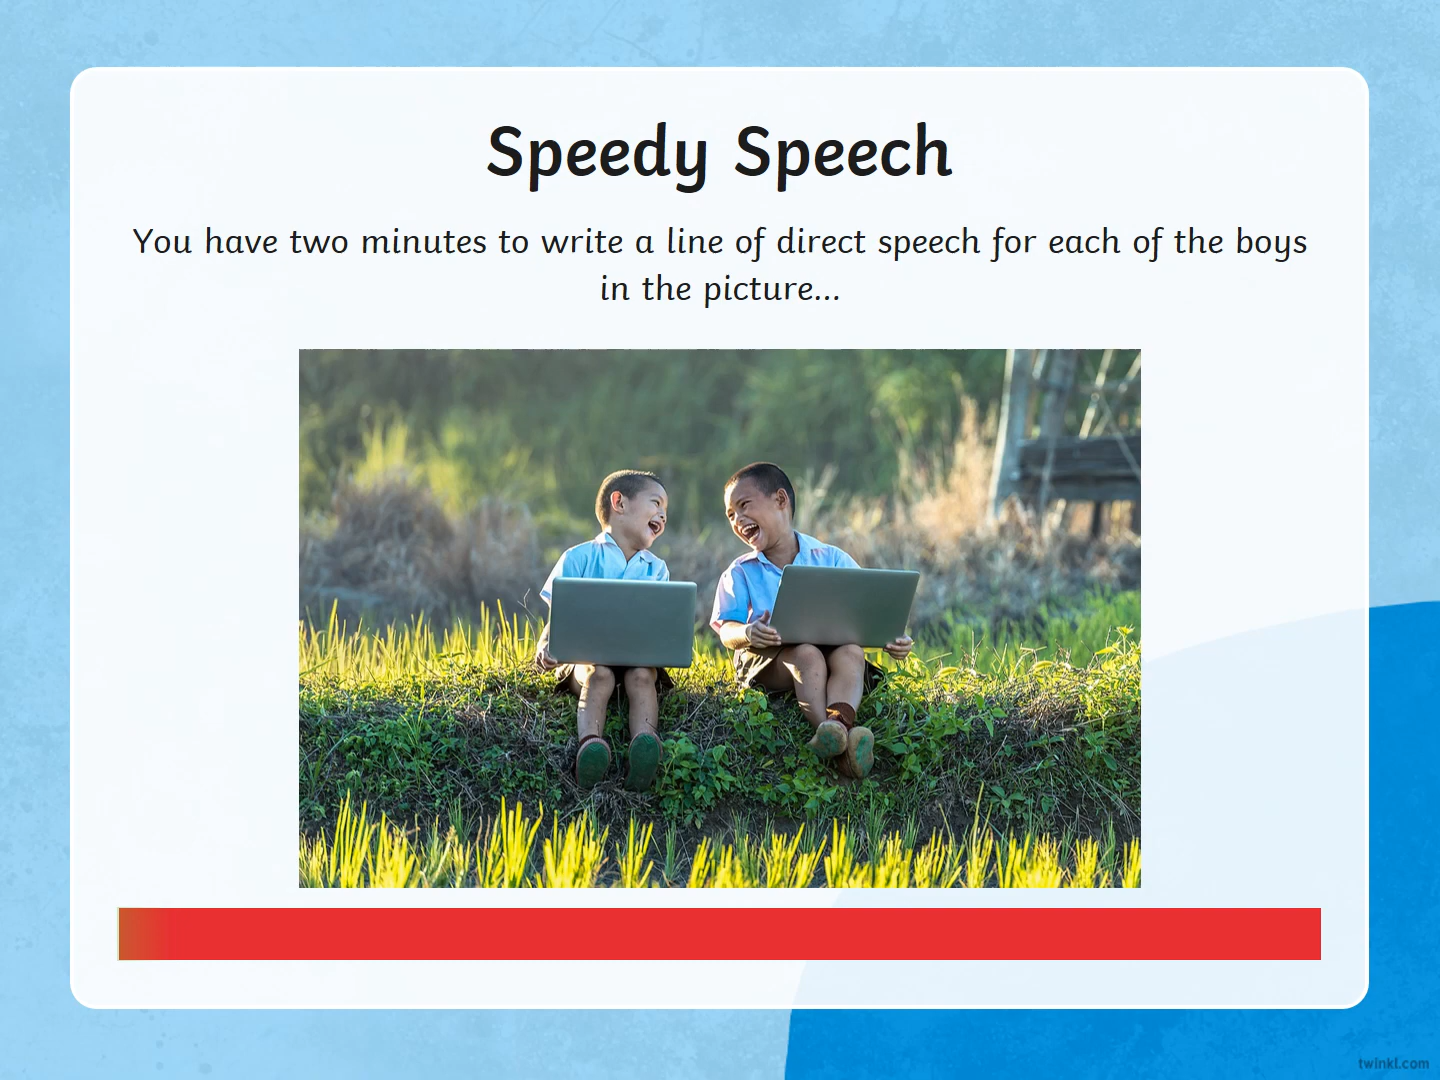 Speedy Speech
You have two minutes to write a line of direct speech for each of the boys
in the picture...
twinkl.com